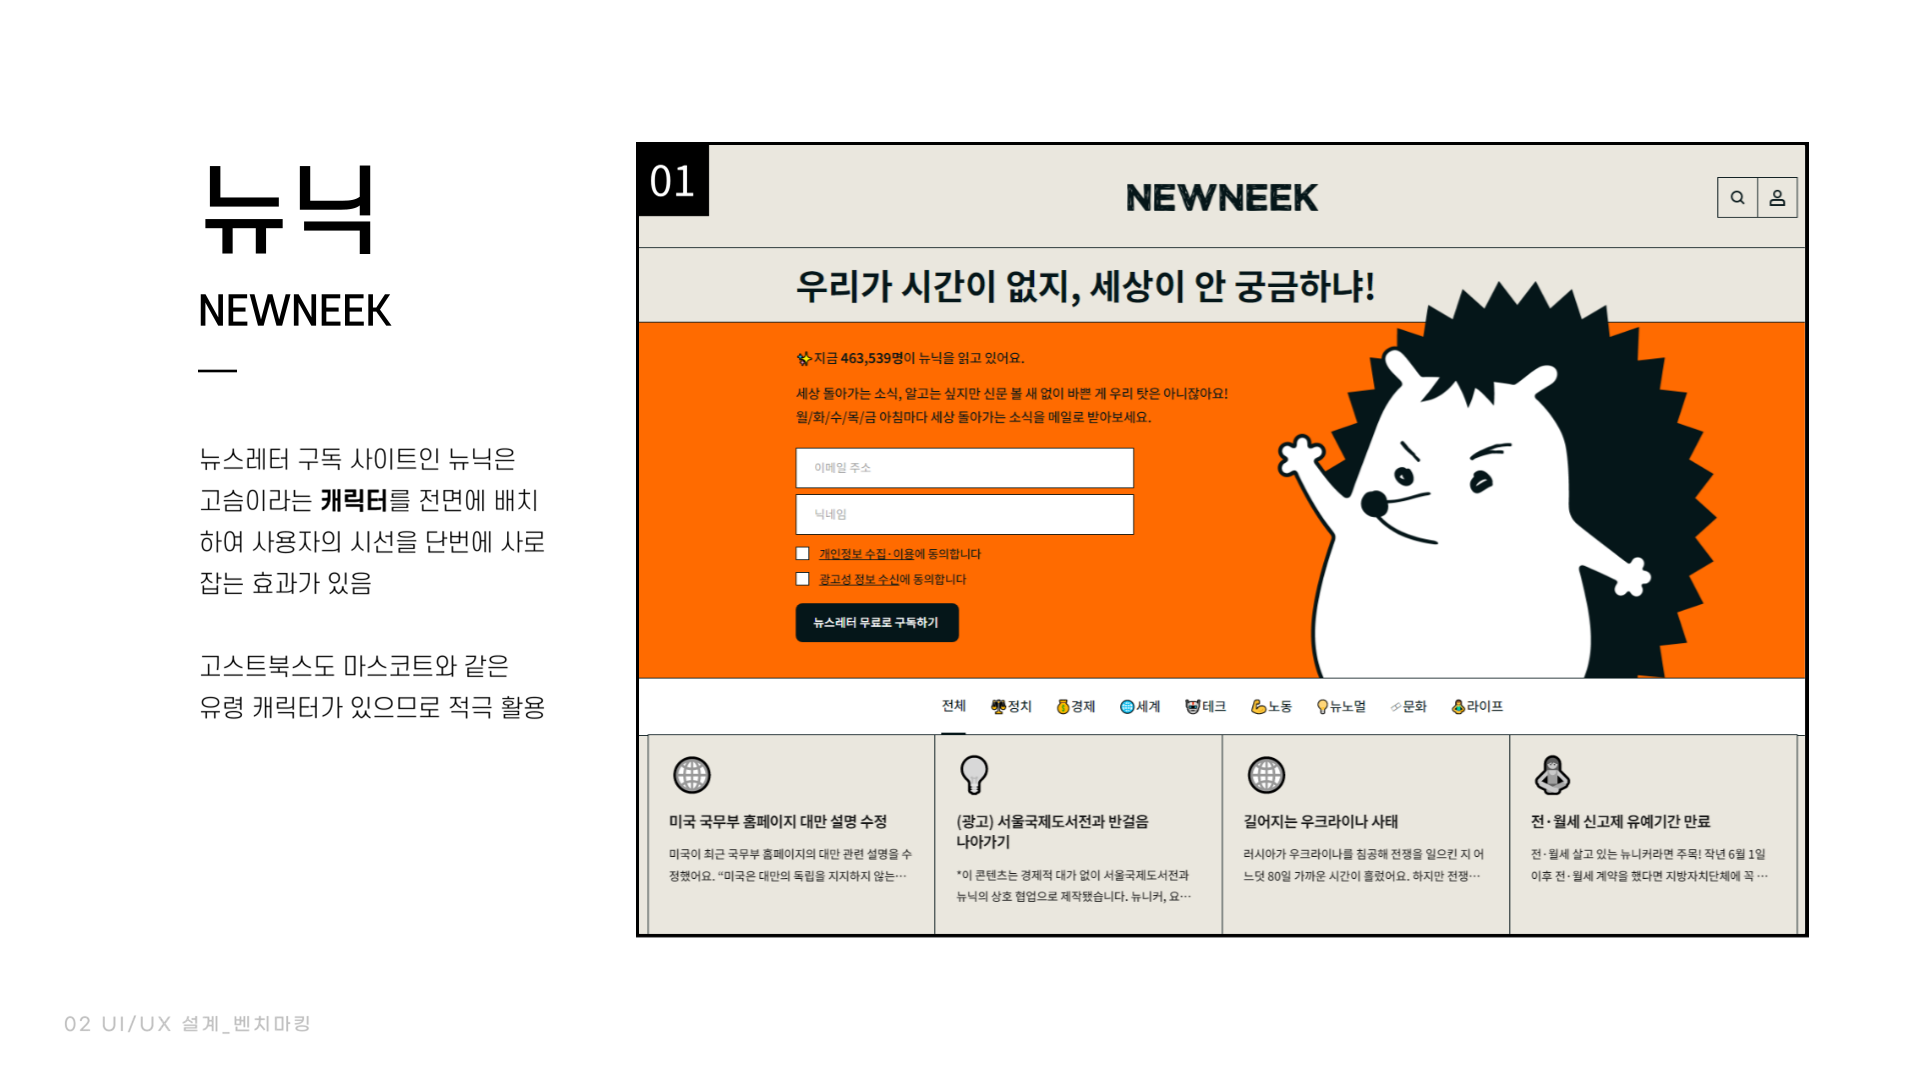 뉴닉
NEWNEEK
뉴스레터 구독 사이트인 뉴닉은
고슴이라는 캐릭터를 전면에 배치
하여 사용자의 시선을 단번에 사로
잡는 효과가 있음
고스트북스도 마스코트와 같은
유령 캐릭터가 있으므로 적극 활용
01
NEWNEEK
우리가 시간이 없지, 세상이 안 궁금하냐!
지금 463,539명이 뉴닉을 읽고 있어요.
세상 돌아가는 소식, 알고는 싶지만 신문 볼 새 없이 바쁜 게 우리 탓은 아니잖아요!
월/화/수/목/금 아침마다 세상 돌아가는 소식을 메일로 받아보세요.
이메일 주소
닉네임
개인정보 수집·이용에 동의합니다
광고성 정보 수신에 동의합니다
뉴스레터 무료로 구독하기
전체 정치 경제 세계 테크 노동 뉴노멀 문화 라이프
미국 국무부 홈페이지 대만 설명 수정
미국이 최근 국무부 홈페이지의 대만 관련 설명을 수
정했어요. “미국은 대만의 독립을 지지하지 않는…
(광고) 서울국제도서전과 반걸음
나아가기
*이 콘텐츠는 경제적 대가 없이 서울국제도서전과
뉴닉의 상호 협업으로 제작됐습니다. 뉴니커, 요…
길어지는 우크라이나 사태
러시아가 우크라이나를 침공해 전쟁을 일으킨 지 어
느덧 80일 가까운 시간이 흘렀어요. 하지만 전쟁…
전·월세 신고제 유예기간 만료
전·월세 살고 있는 뉴니커라면 주목! 작년 6월 1일
이후 전·월세 계약을 했다면 지방자치단체에 꼭 …
02 UI/UX 설계_벤치마킹